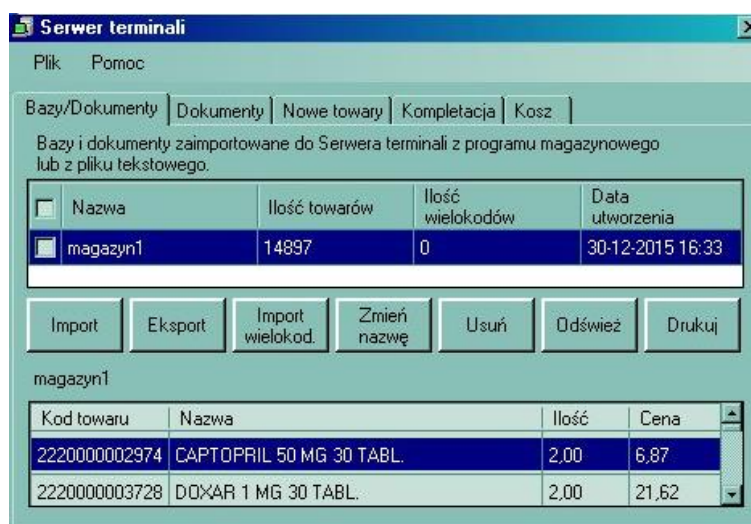 Serwer terminali
Plik Pomoc
Bazy/Dokumenty Dokumenty Nowe towary Kompletacja Kosz
Bazy i dokumenty zaimportowane do Serwera terminali z programu magazynowego
lub z pliku tekstowego.
Nazwa Ilość towarów Ilość wielokodów Data utworzenia
magazyn1 14897 0 30-12-2015 16:33
Import Eksport Import wielokod. Zmień nazwę Usuń Odśwież Drukuj
magazyn1
Kod towaru Nazwa Ilość Cena
2220000002974 CAPTOPRIL 50 MG 30 TABL. 2,00 6,87
2220000003728 DOXAR 1 MG 30 TABL. 2,00 21,62